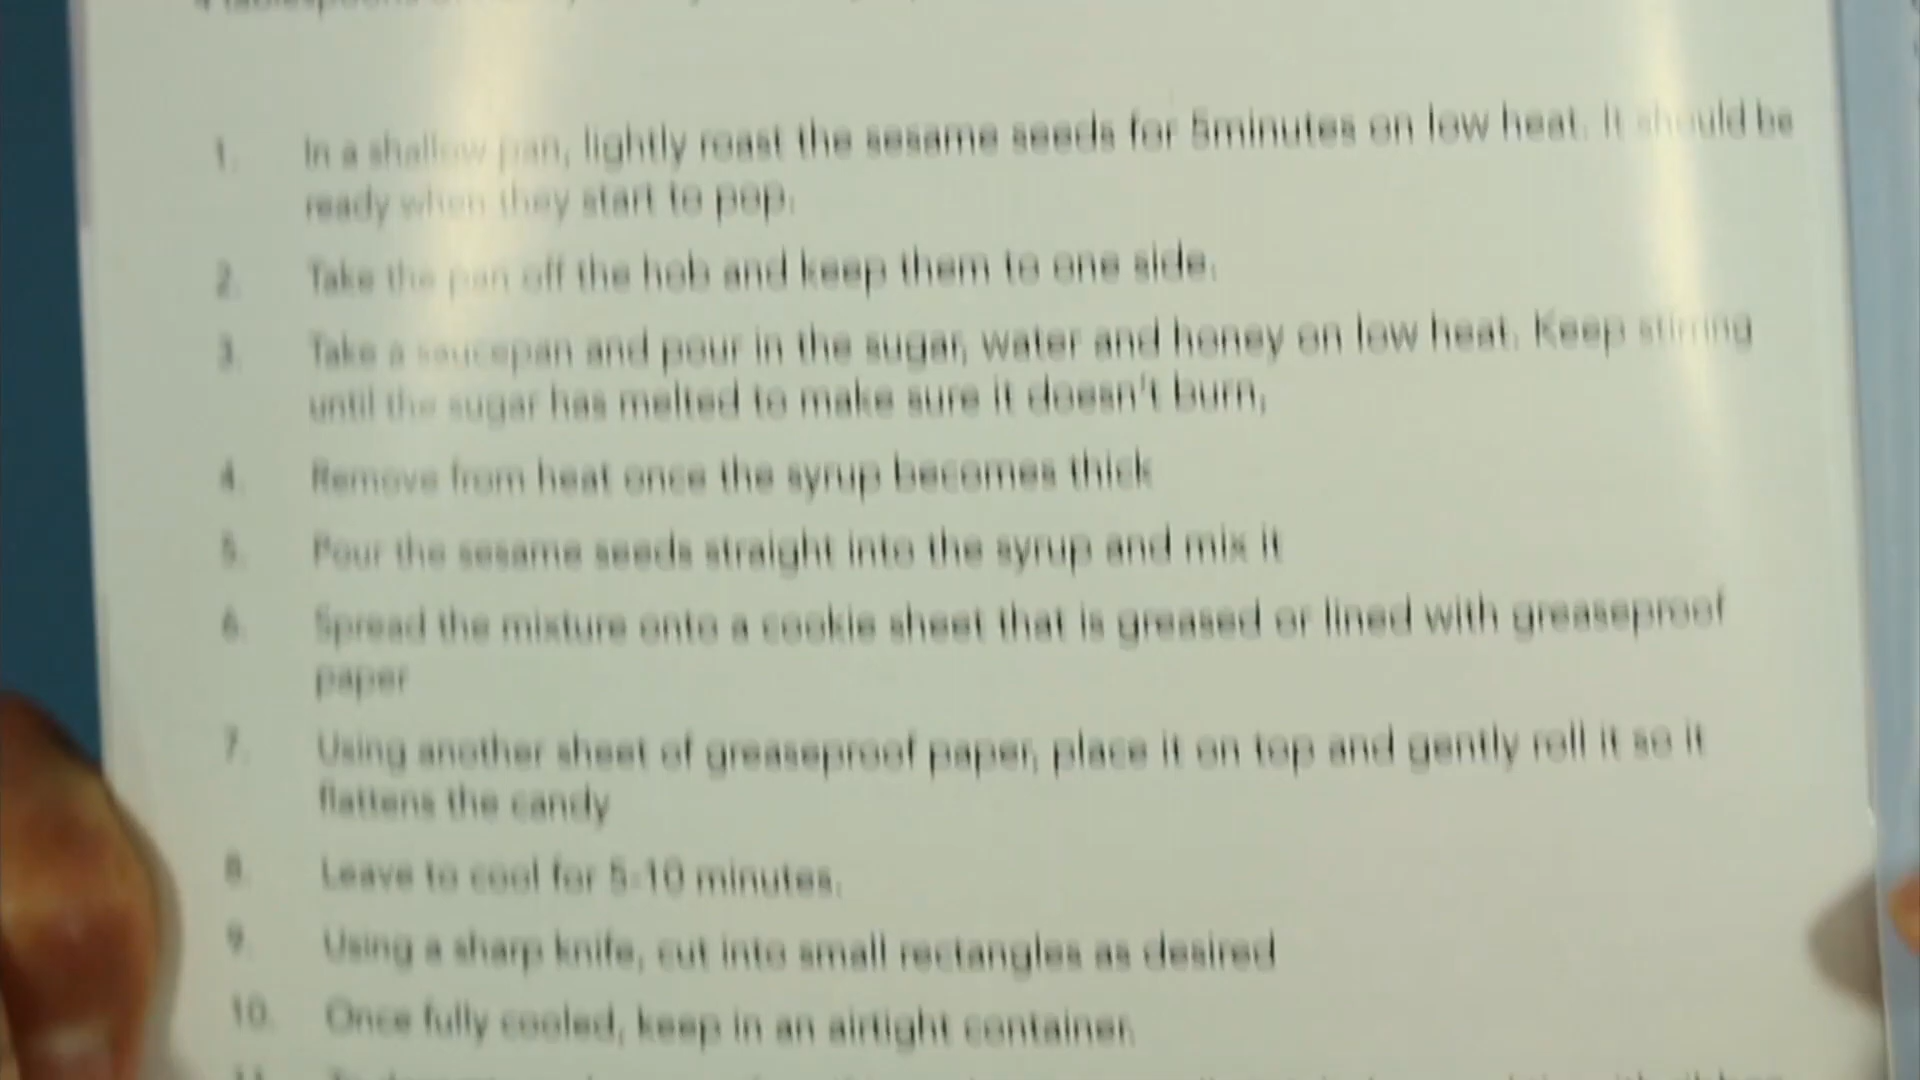 4 tablespoons
1. In a shallow pan, lightly roast the sesame seeds for 5minutes on low heat. It should be
ready when they start to pop.
2. Take the pan off the hob and keep them to one side.
3. Take a saucepan and pour in the sugar, water and honey on low heat. Keep stirring
until the sugar has melted to make sure it doesn't burn,
4. Remove from heat once the syrup becomes thick
5. Pour the sesame seeds straight into the syrup and mix it
6. Spread the mixture onto a cookie sheet that is greased or lined with greaseproof
paper
7. Using another sheet of greaseproof paper, place it on top and gently roll it so it
flattens the candy
8. Leave to cool for 5-10 minutes.
9. Using a sharp knife, cut into small rectangles as desired
10. Once fully cooled, keep in an airtight container.
11.